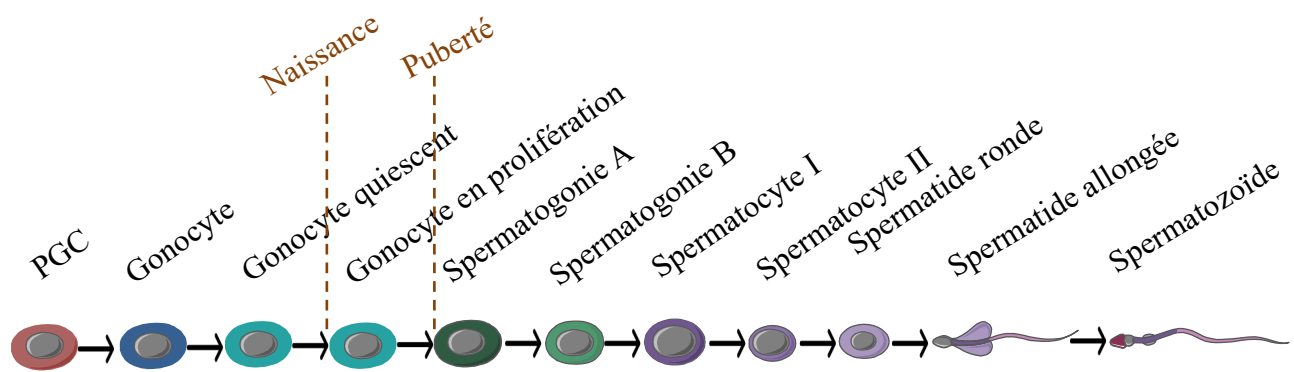 Naissance
Puberté
PGC
Gonocyte
Gonocyte quiescent
Gonocyte en prolifération
Spermatogonie A
Spermatogonie B
Spermatocyte I
Spermatocyte II
Spermatide ronde
Spermatide allongée
Spermatozoïde